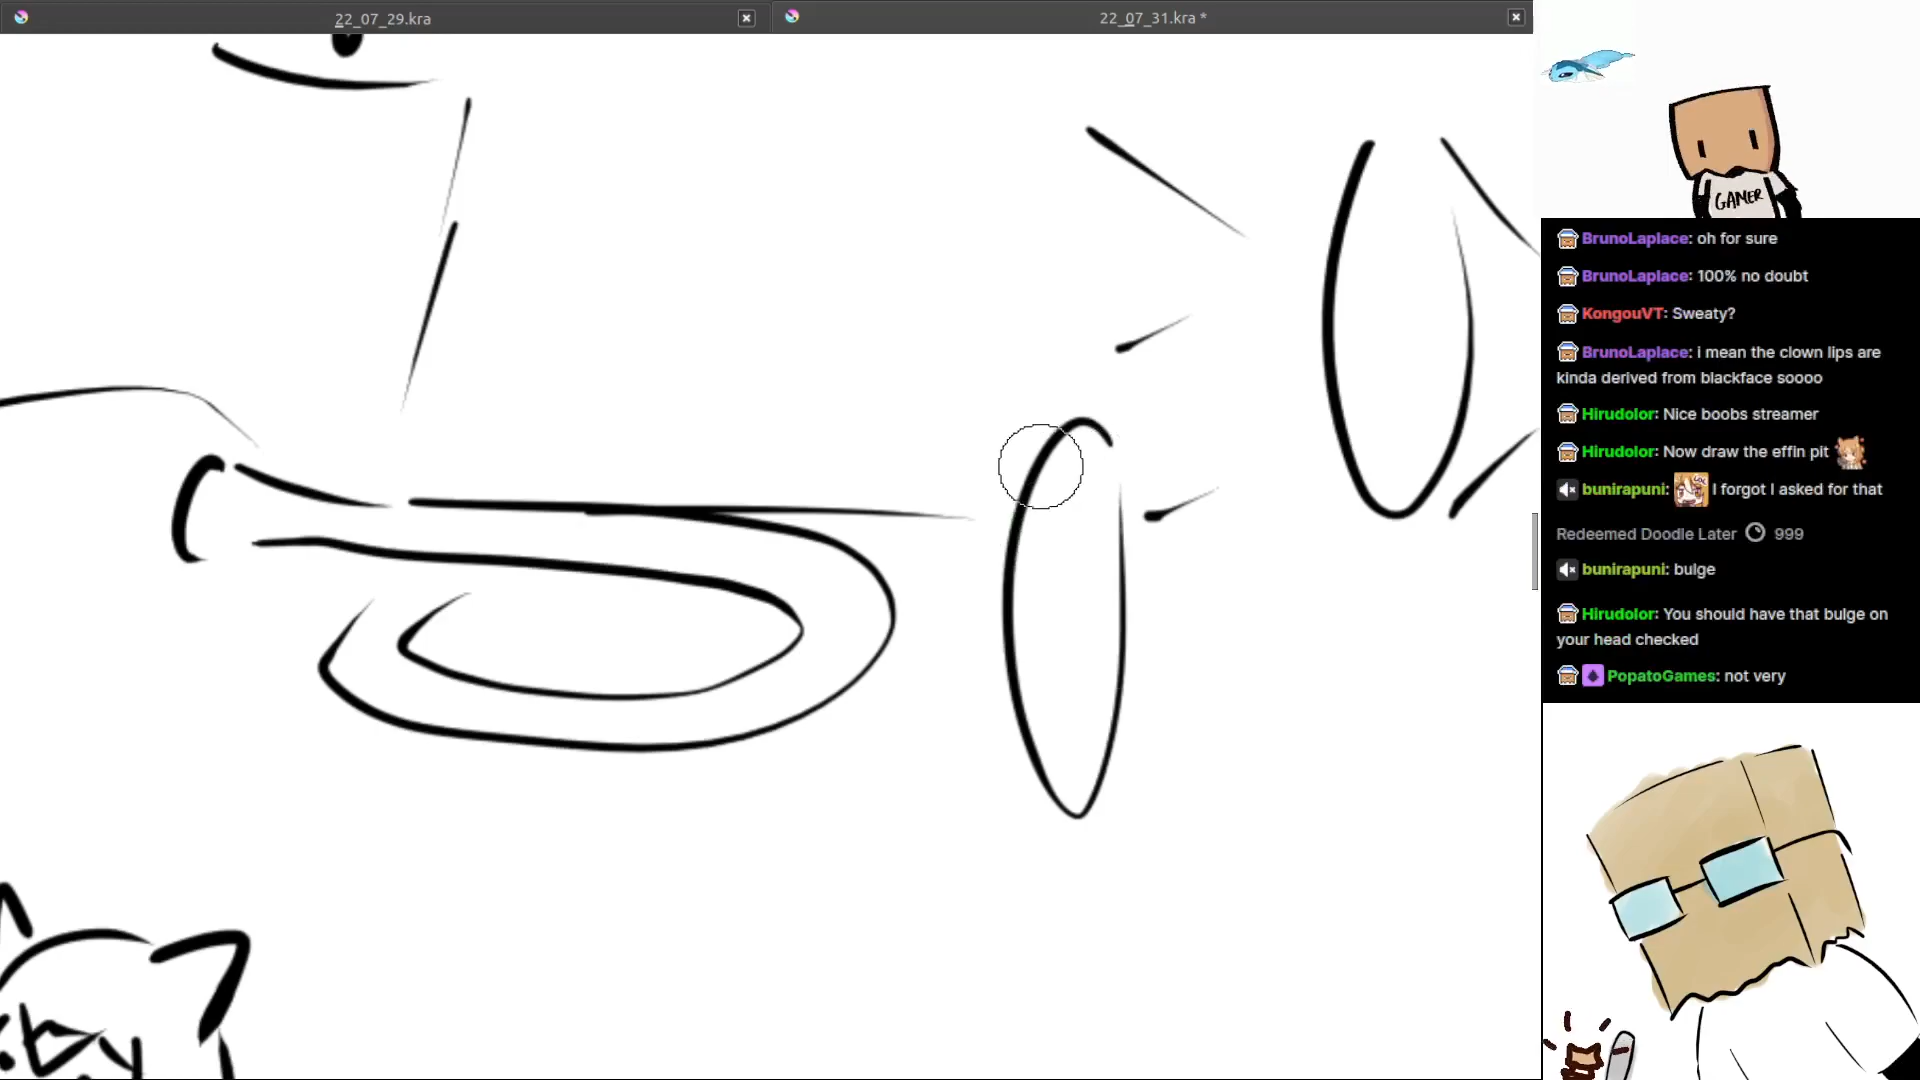 22_07_29.kra
22_07_31.kra *
GAMER
BrunoLaplace: oh for sure
BrunoLaplace: 100% no doubt
KongouVT: Sweaty?
BrunoLaplace: i mean the clown lips are
kinda derived from blackface soooo
Hirudolor: Nice boobs streamer
Hirudolor: Now draw the effin pit
bunirapuni: I forgot I asked for that
Redeemed Doodle Later 999
bunirapuni: bulge
Hirudolor: You should have that bulge on
your head checked
PopatoGames: not very